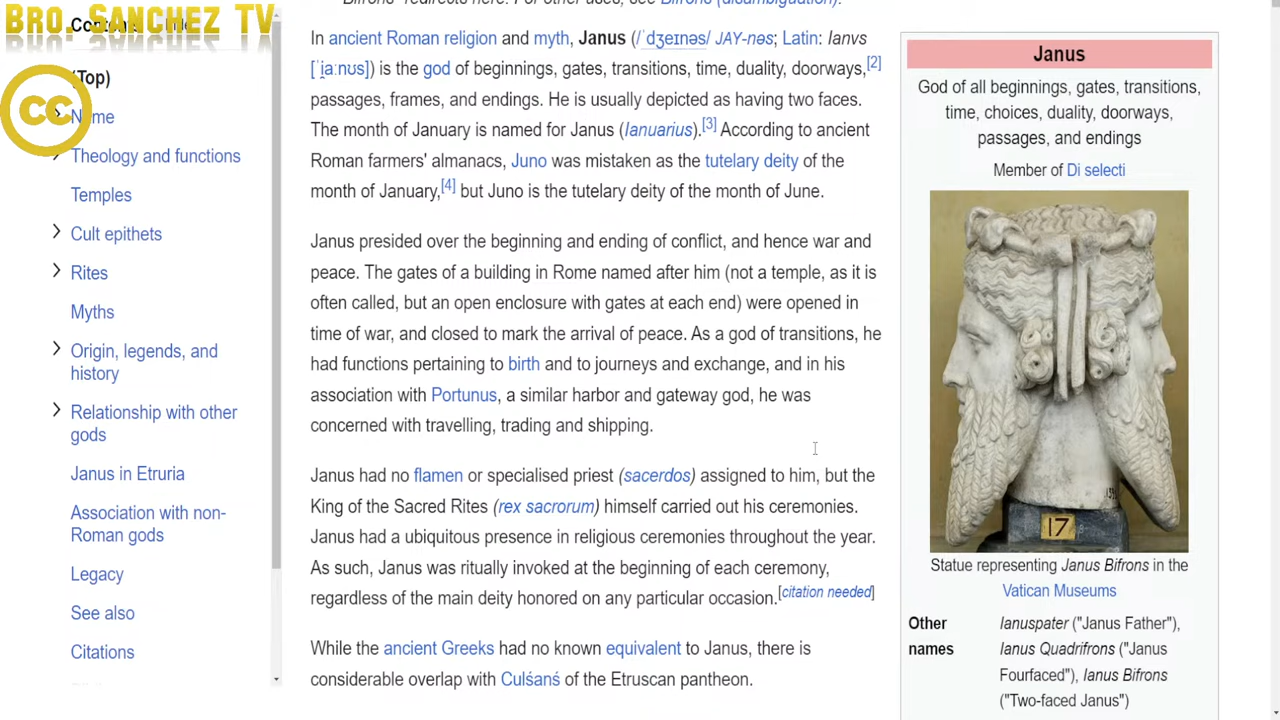 BRO. SANCHEZ TV
(Top)
Name
Theology and functions
Temples
Cult epithets
Rites
Myths
Origin, legends, and
history
Relationship with other
gods
Janus in Etruria
Association with non-
Roman gods
Legacy
See also
Citations
CC
In ancient Roman religion and myth, Janus (/ˈdʒeɪnəs/ JAY-nəs; Latin: Ianvs
[ˈi̯aːnʊs]) is the god of beginnings, gates, transitions, time, duality, doorways,[2]
passages, frames, and endings. He is usually depicted as having two faces.
The month of January is named for Janus (Ianuarius).[3] According to ancient
Roman farmers' almanacs, Juno was mistaken as the tutelary deity of the
month of January,[4] but Juno is the tutelary deity of the month of June.
Janus presided over the beginning and ending of conflict, and hence war and
peace. The gates of a building in Rome named after him (not a temple, as it is
often called, but an open enclosure with gates at each end) were opened in
time of war, and closed to mark the arrival of peace. As a god of transitions, he
had functions pertaining to birth and to journeys and exchange, and in his
association with Portunus, a similar harbor and gateway god, he was
concerned with travelling, trading and shipping.
Janus had no flamen or specialised priest (sacerdos) assigned to him, but the
King of the Sacred Rites (rex sacrorum) himself carried out his ceremonies.
Janus had a ubiquitous presence in religious ceremonies throughout the year.
As such, Janus was ritually invoked at the beginning of each ceremony,
regardless of the main deity honored on any particular occasion.[citation needed]
While the ancient Greeks had no known equivalent to Janus, there is
considerable overlap with Culśanś of the Etruscan pantheon.
Janus
God of all beginnings, gates, transitions,
time, choices, duality, doorways,
passages, and endings
Member of Di selecti
17
Statue representing Janus Bifrons in the
Vatican Museums
Other names
Ianuspater ("Janus Father"),
Ianus Quadrifrons ("Janus
Fourfaced"), Ianus Bifrons
("Two-faced Janus")